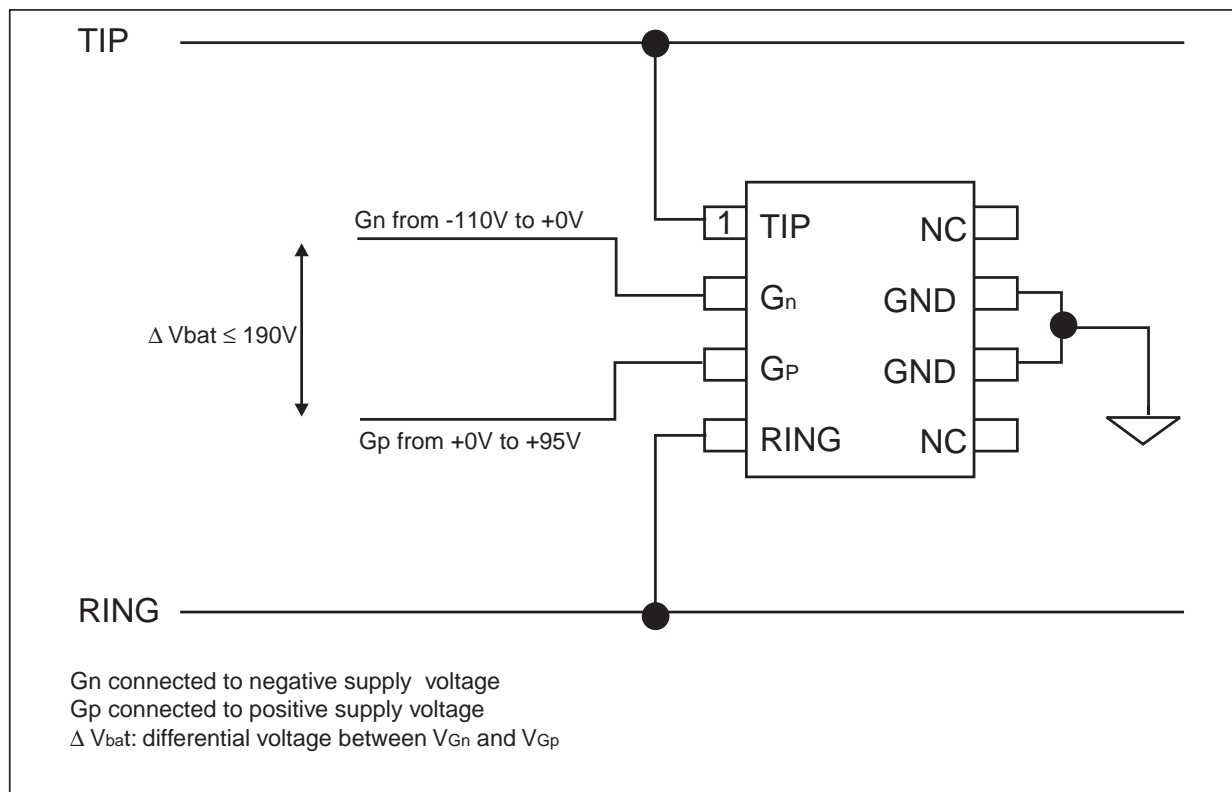 TIP
Gn from -110V to +0V
Δ Vbat ≤ 190V
Gp from +0V to +95V
1 TIP NC
Gn GND
GP GND
RING NC
RING
Gn connected to negative supply voltage
Gp connected to positive supply voltage
Δ Vbat: differential voltage between VGn and VGp